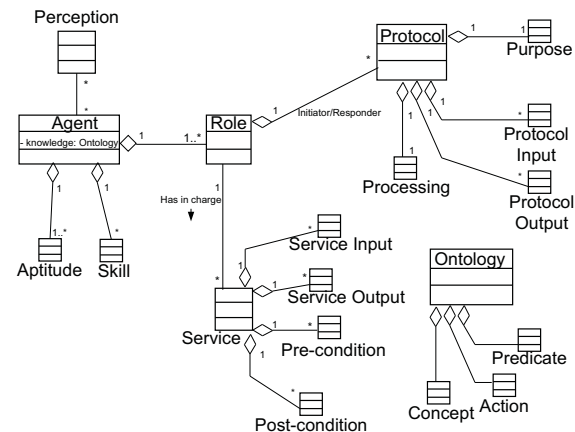 Perception
*
*
Agent
- knowledge: Ontology
1
1..*
1
1
1..*
*
Aptitude
Skill
Role
1
Initiator/Responder
*
1
Has in charge
*
Protocol
1
1
Purpose
1
1
1
1
Processing
*
Protocol
Input
*
Protocol
Output
Service
1
*
Service Input
1
*
Service Output
1
*
Pre-condition
1
*
Post-condition
Ontology
Predicate
Action
Concept